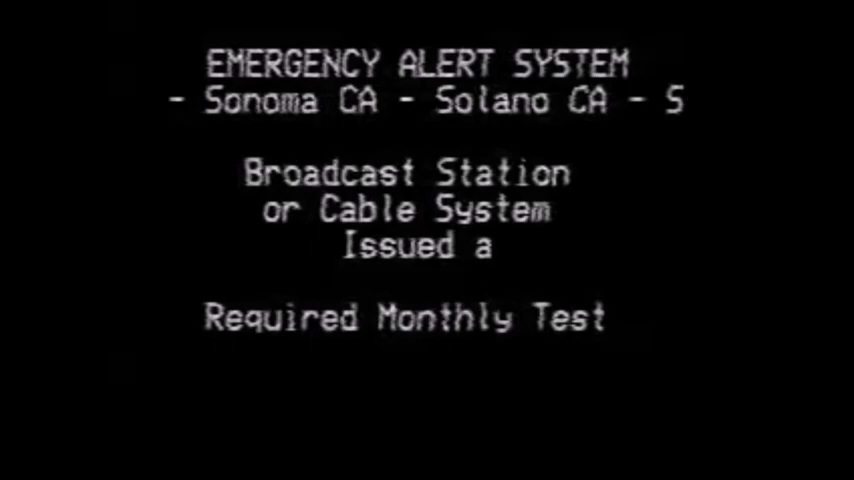 EMERGENCY ALERT SYSTEM
- Sonoma CA - Solano CA - S
Broadcast Station
or Cable System
Issued a
Required Monthly Test